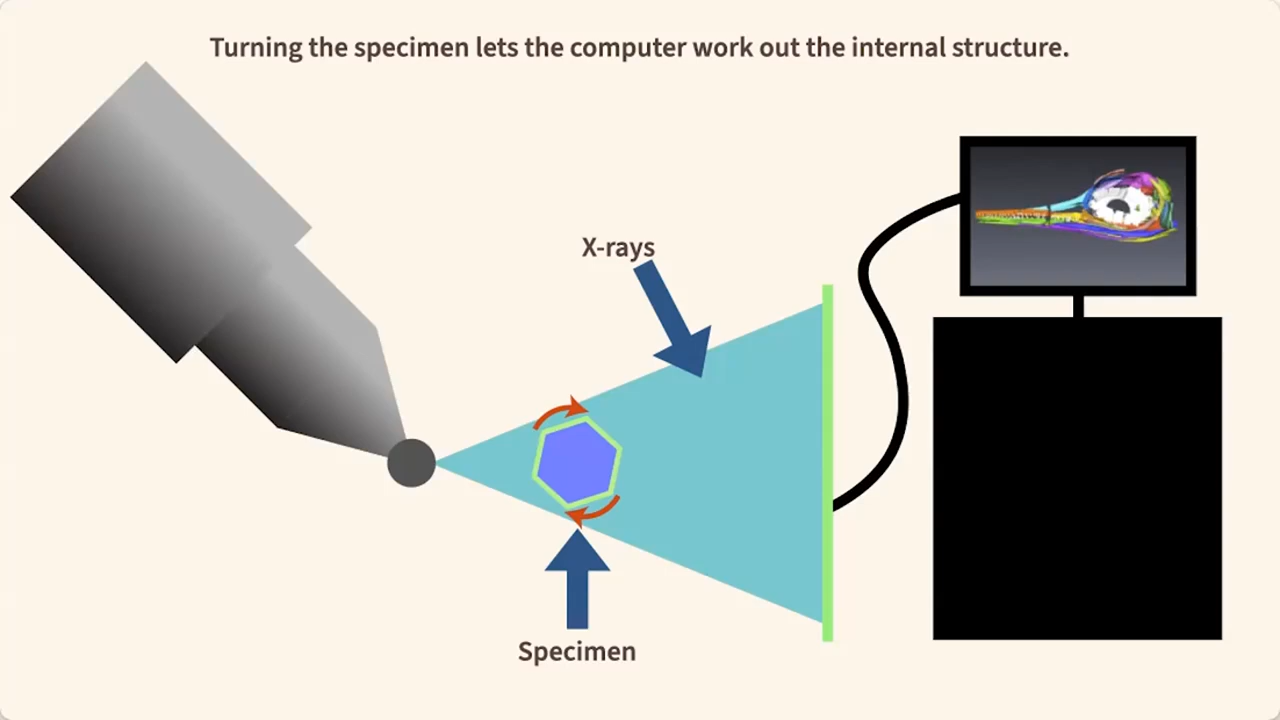 Turning the specimen lets the computer work out the internal structure.
X-rays
Specimen